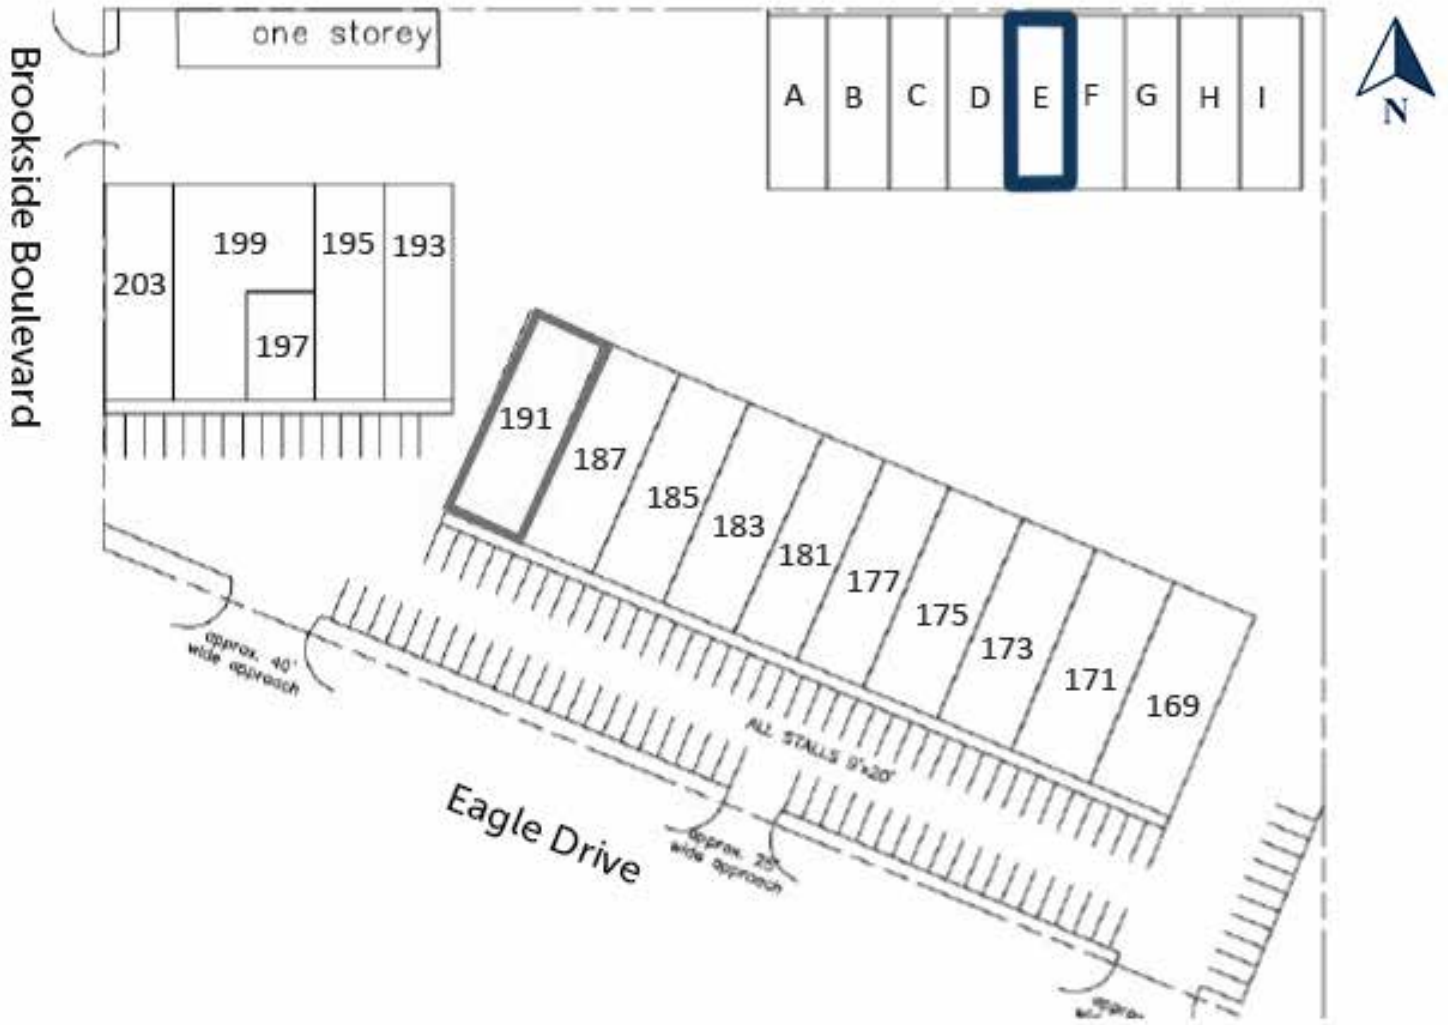 one storey
A B C D E F G H I
N
Brookside Boulevard
203
199
195
193
197
191
187
185
183
181
177
175
173
171
169
approx. 40'
wide approach
ALL STALLS 9'x20'
Eagle Drive
approx. 25'
wide approach
approx.